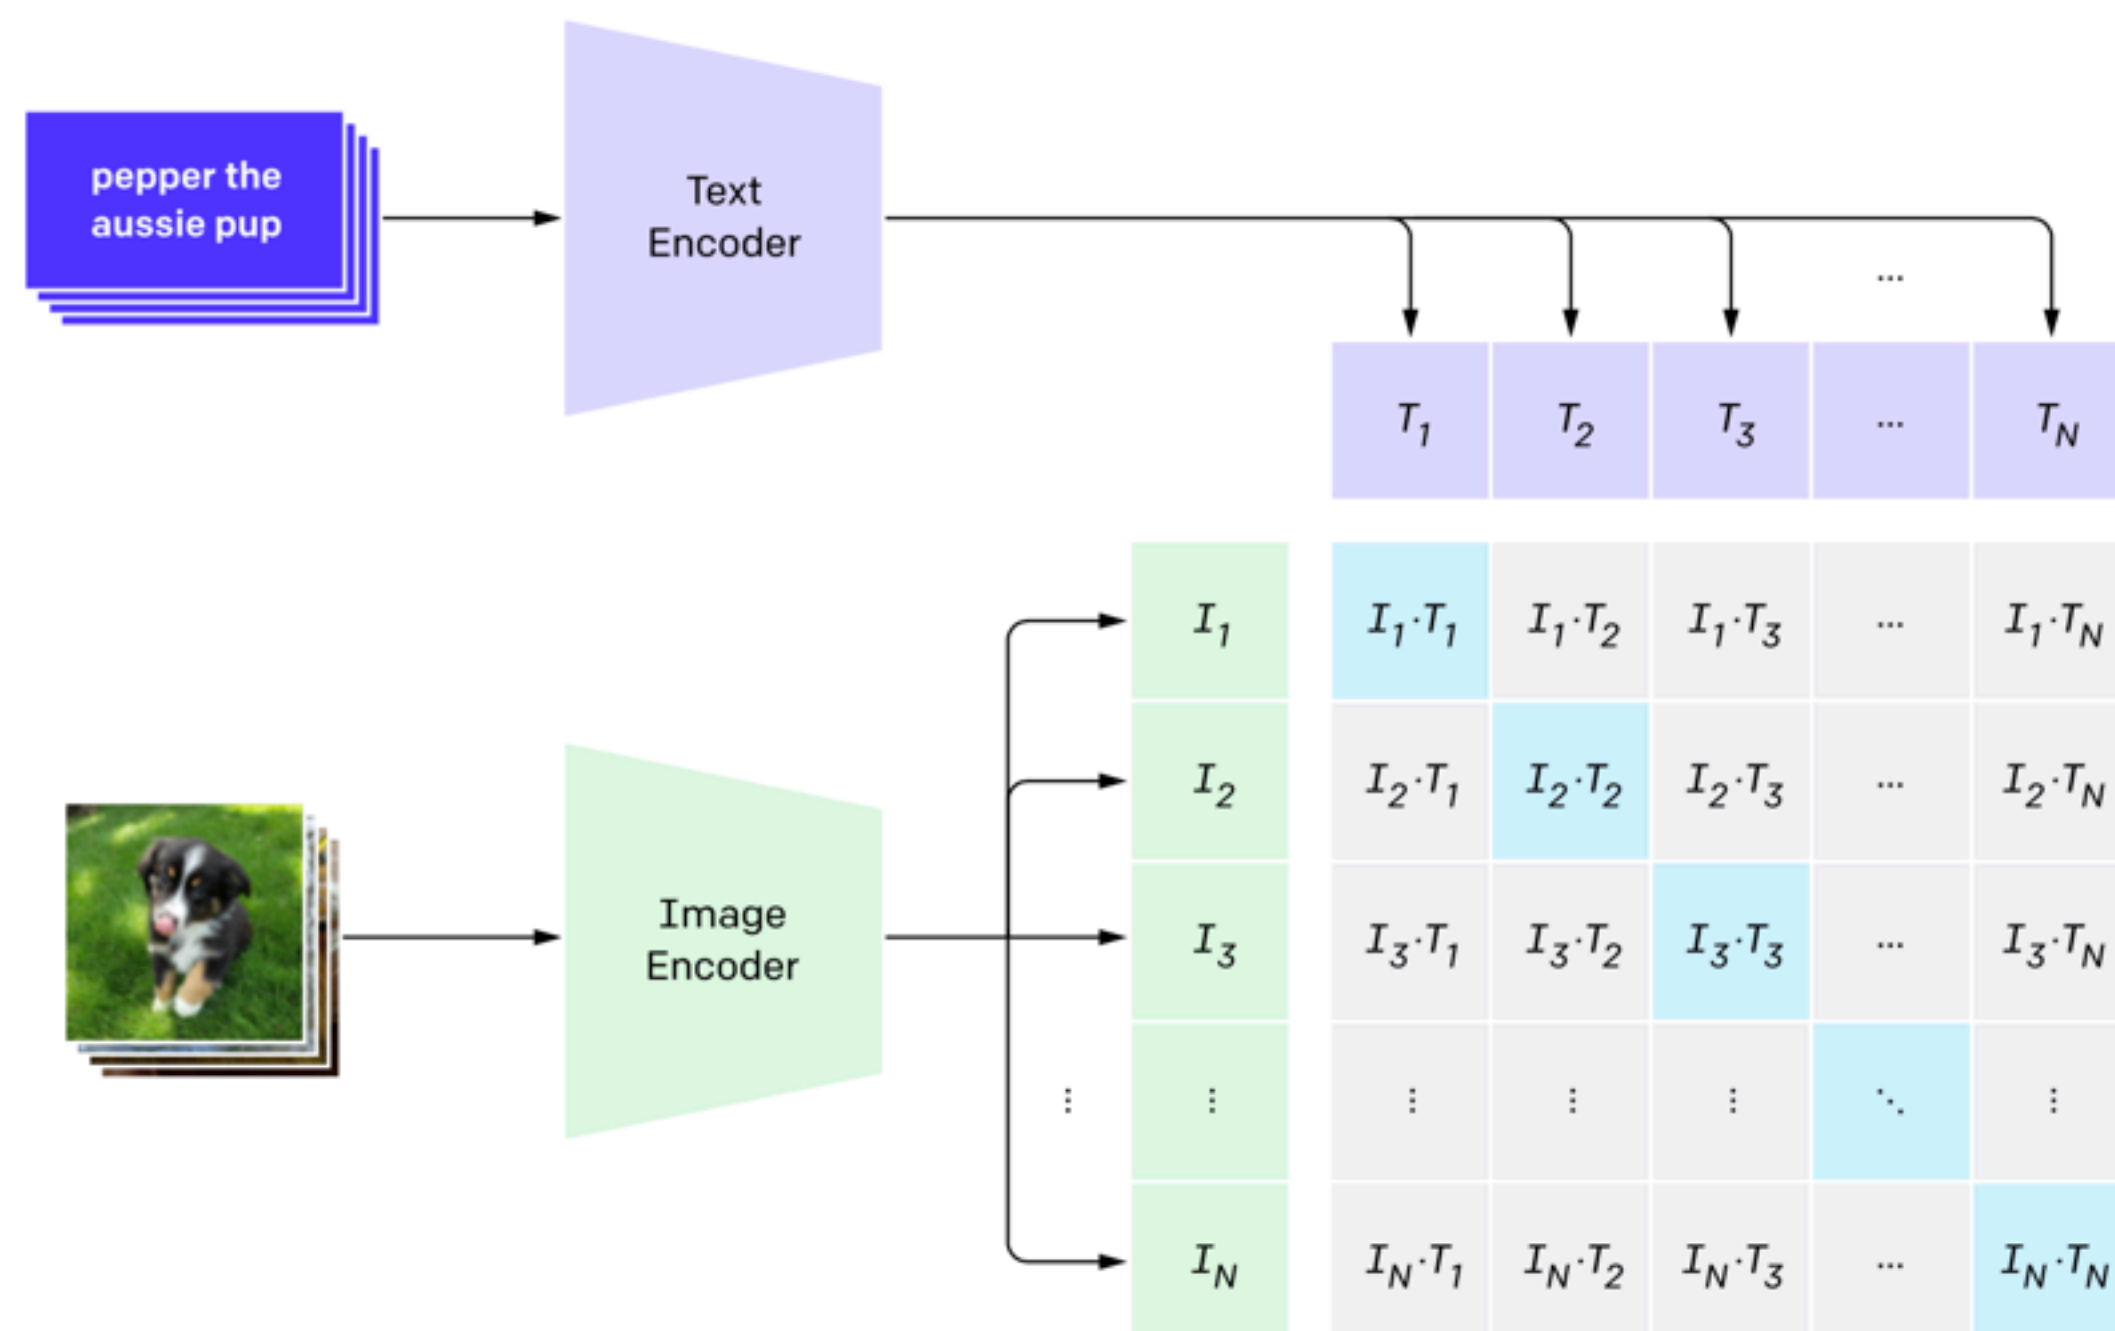 pepper the
aussie pup
Text
Encoder
...
T1 T2 T3 ... TN
I1 I1·T1 I1·T2 I1·T3 ... I1·TN
I2 I2·T1 I2·T2 I2·T3 ... I2·TN
I3 I3·T1 I3·T2 I3·T3 ... I3·TN
Image
Encoder
⋮ ⋮ ⋮ ⋮ ⋮ ⋱ ⋮
IN IN·T1 IN·T2 IN·T3 ... IN·TN